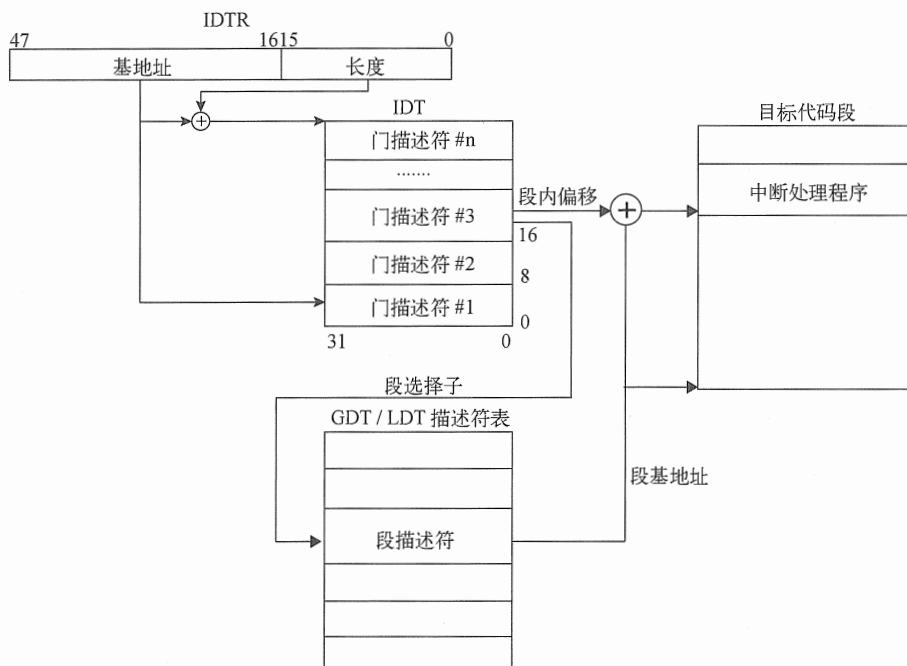 IDTR
47 1615 0
基地址 长度
IDT
目标代码段
门描述符 #n
.......
门描述符 #3
段内偏移
中断处理程序
16
门描述符 #2
8
门描述符 #1
0
31 0
段选择子
GDT / LDT 描述符表
段基地址
段描述符